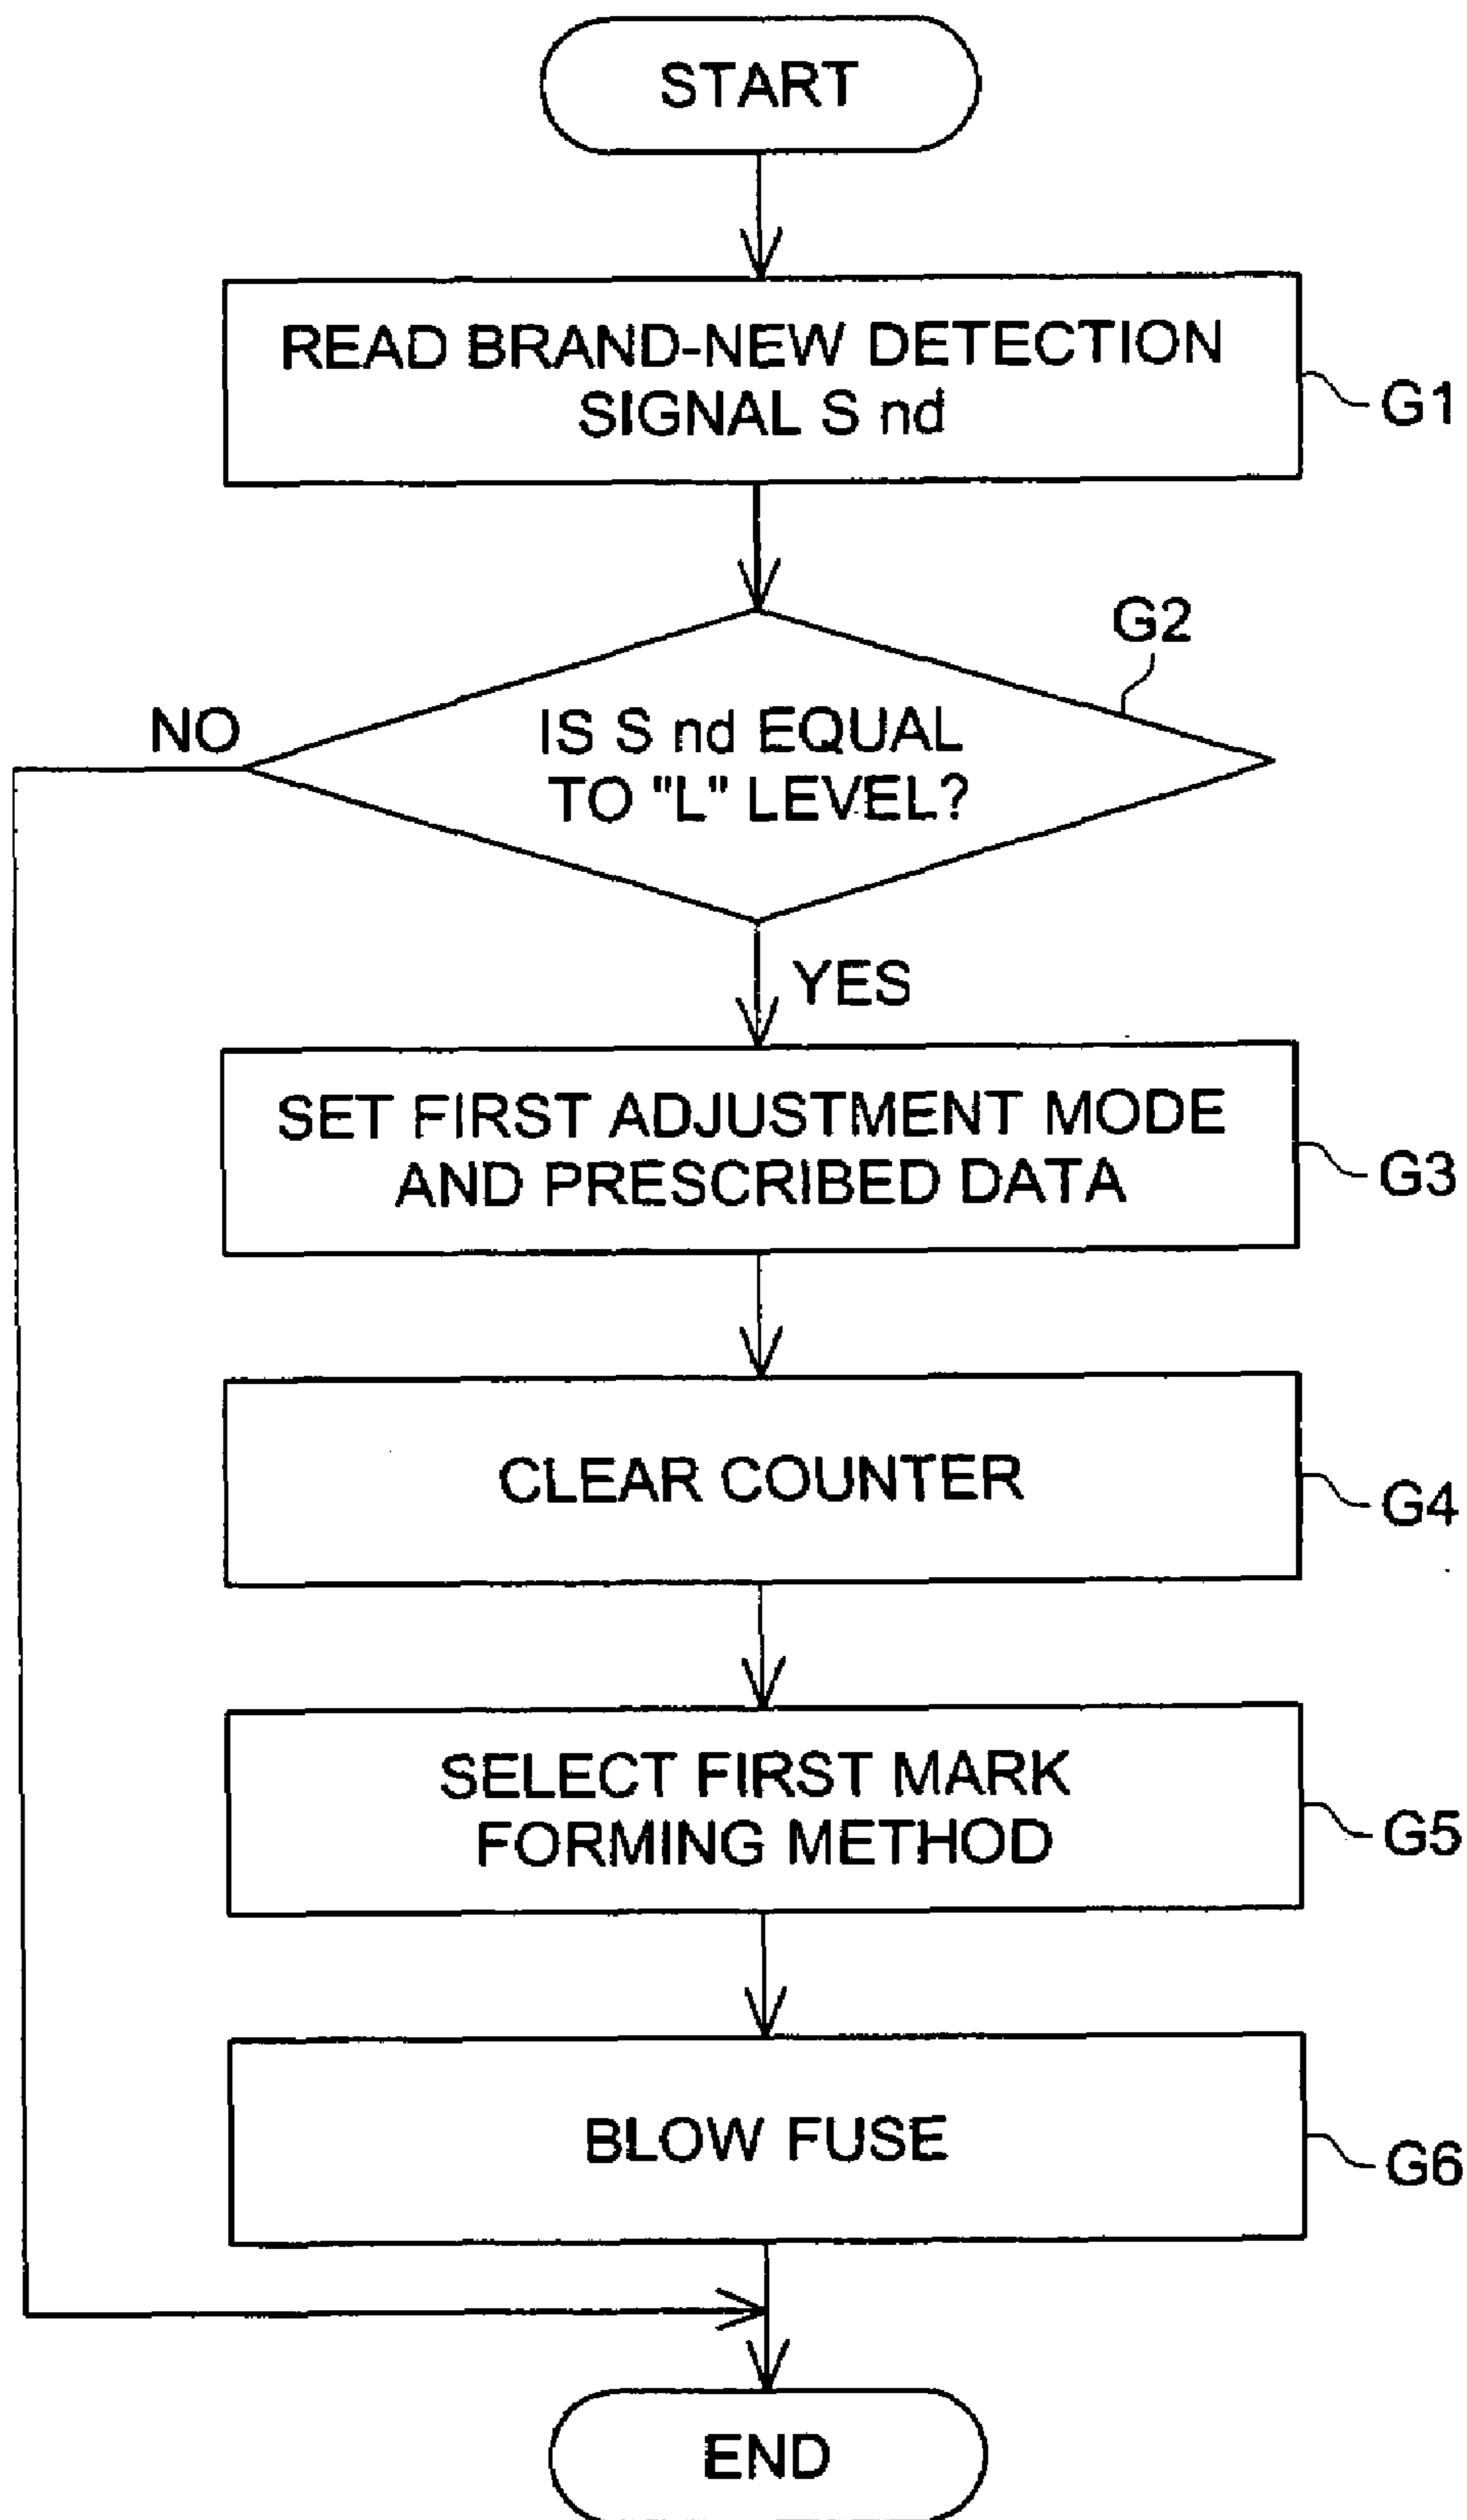 START
READ BRAND-NEW DETECTION
SIGNAL S nd
G1
G2
NO
IS S nd EQUAL
TO "L" LEVEL?
YES
SET FIRST ADJUSTMENT MODE
AND PRESCRIBED DATA
G3
CLEAR COUNTER
G4
SELECT FIRST MARK
FORMING METHOD
G5
BLOW FUSE
G6
END